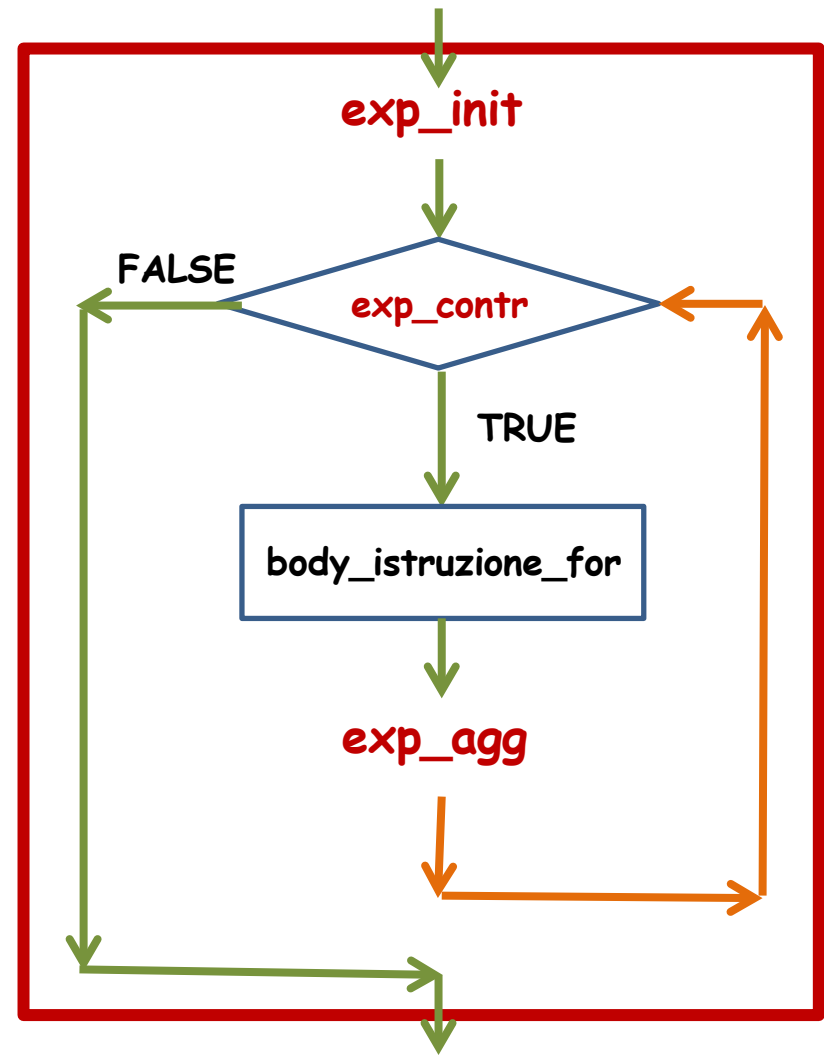 exp_init
FALSE
exp_contr
TRUE
body_istruzione_for
exp_agg